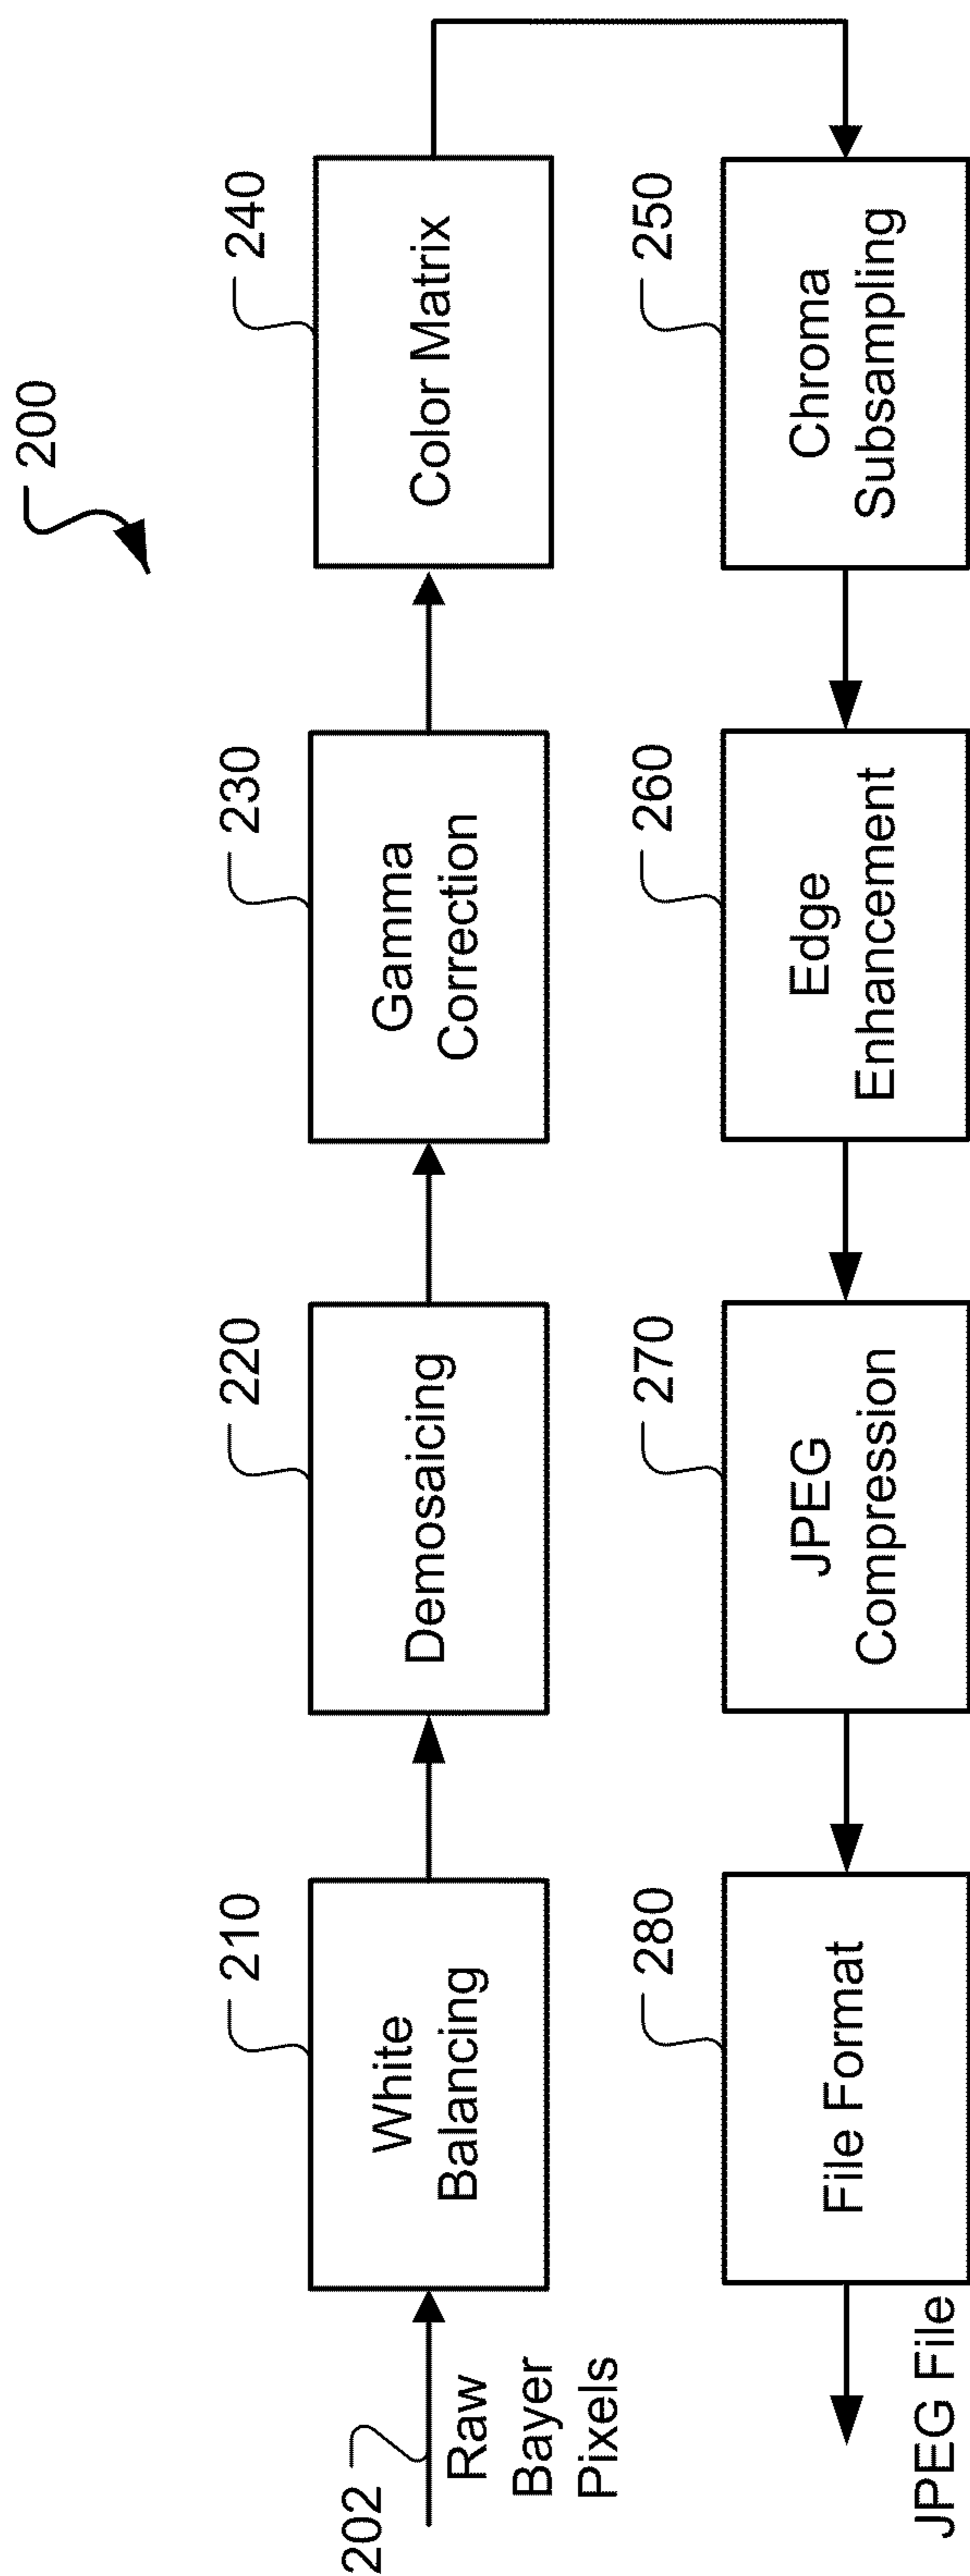 200
202
Raw
Bayer
Pixels
210
White
Balancing
220
Demosaicing
230
Gamma
Correction
240
Color Matrix
250
Chroma
Subsampling
260
Edge
Enhancement
270
JPEG
Compression
280
File Format
JPEG File